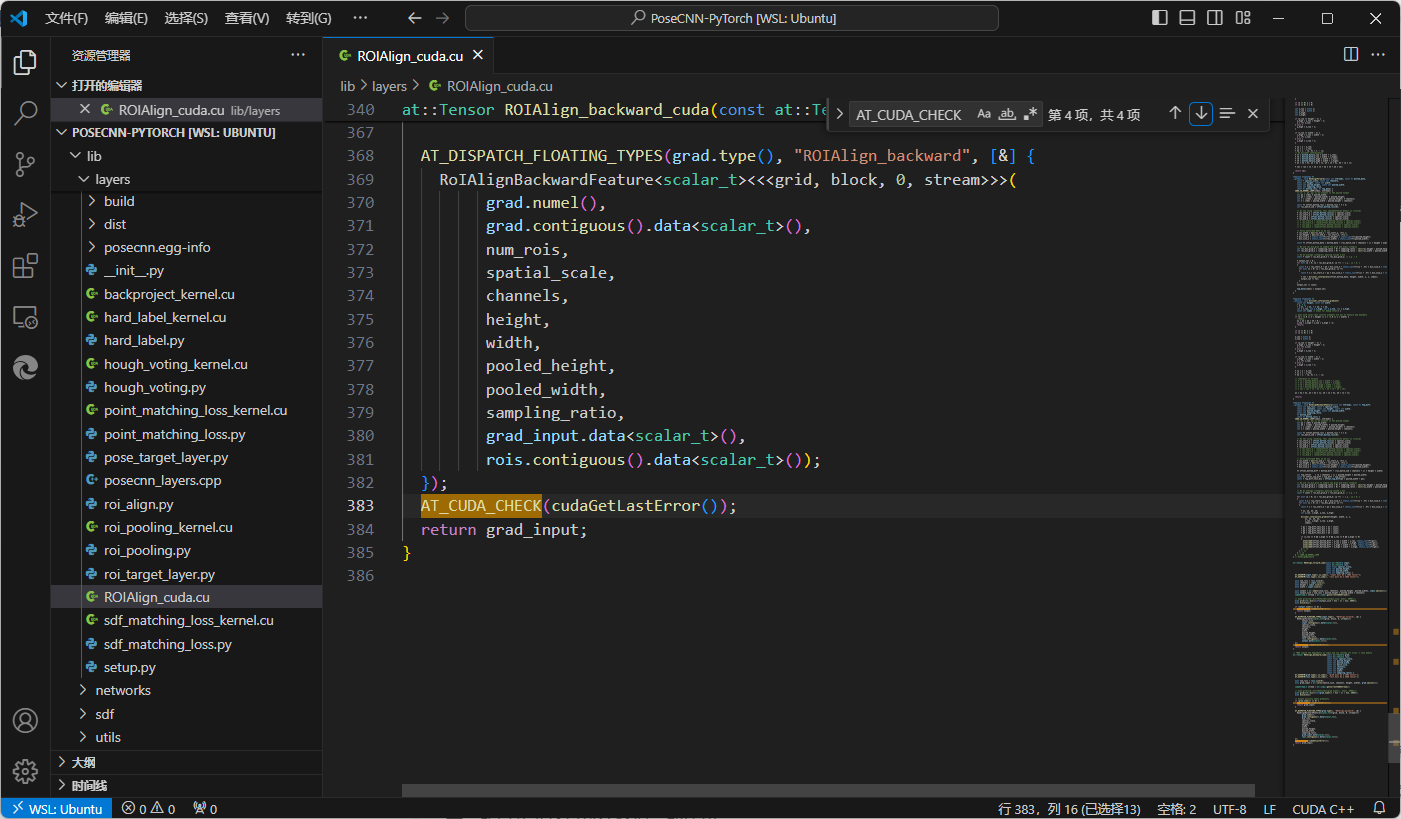 文件(F) 编辑(E) 选择(S) 查看(V) 转到(G) ··· PoseCNN-PyTorch [WSL: Ubuntu]
资源管理器
打开的编辑器
ROIAlign_cuda.cu lib/layers
POSECNN-PYTORCH [WSL: UBUNTU]
lib
layers
build
dist
posecnn.egg-info
__init__.py
backproject_kernel.cu
hard_label_kernel.cu
hard_label.py
hough_voting_kernel.cu
hough_voting.py
point_matching_loss_kernel.cu
point_matching_loss.py
pose_target_layer.py
posecnn_layers.cpp
roi_align.py
roi_pooling_kernel.cu
roi_pooling.py
roi_target_layer.py
ROIAlign_cuda.cu
sdf_matching_loss_kernel.cu
sdf_matching_loss.py
setup.py
networks
sdf
utils
大纲
时间线
ROIAlign_cuda.cu
lib > layers > ROIAlign_cuda.cu
AT_CUDA_CHECK Aa ab 第 4 项，共 4 项
340 at::Tensor ROIAlign_backward_cuda(const at::Te
367
368 AT_DISPATCH_FLOATING_TYPES(grad.type(), "ROIAlign_backward", [&] {
369 RoIAlignBackwardFeature<scalar_t><<<grid, block, 0, stream>>>(
370 grad.numel(),
371 grad.contiguous().data<scalar_t>(),
372 num_rois,
373 spatial_scale,
374 channels,
375 height,
376 width,
377 pooled_height,
378 pooled_width,
379 sampling_ratio,
380 grad_input.data<scalar_t>(),
381 rois.contiguous().data<scalar_t>());
382 });
383 AT_CUDA_CHECK(cudaGetLastError());
384 return grad_input;
385 }
386
WSL: Ubuntu 0 0 0 行 383，列 16 (已选择13) 空格: 2 UTF-8 LF CUDA C++